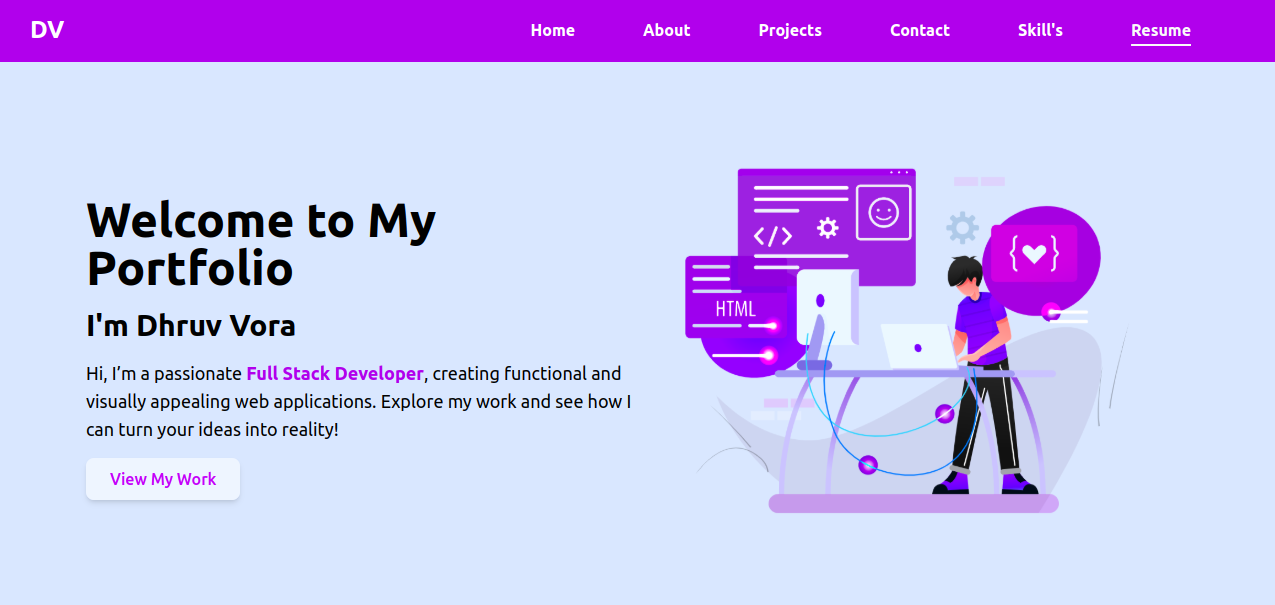 DV
Home About Projects Contact Skill's Resume
Welcome to My
Portfolio
I'm Dhruv Vora
Hi, I’m a passionate Full Stack Developer, creating functional and
visually appealing web applications. Explore my work and see how I
can turn your ideas into reality!
View My Work
</>
HTML